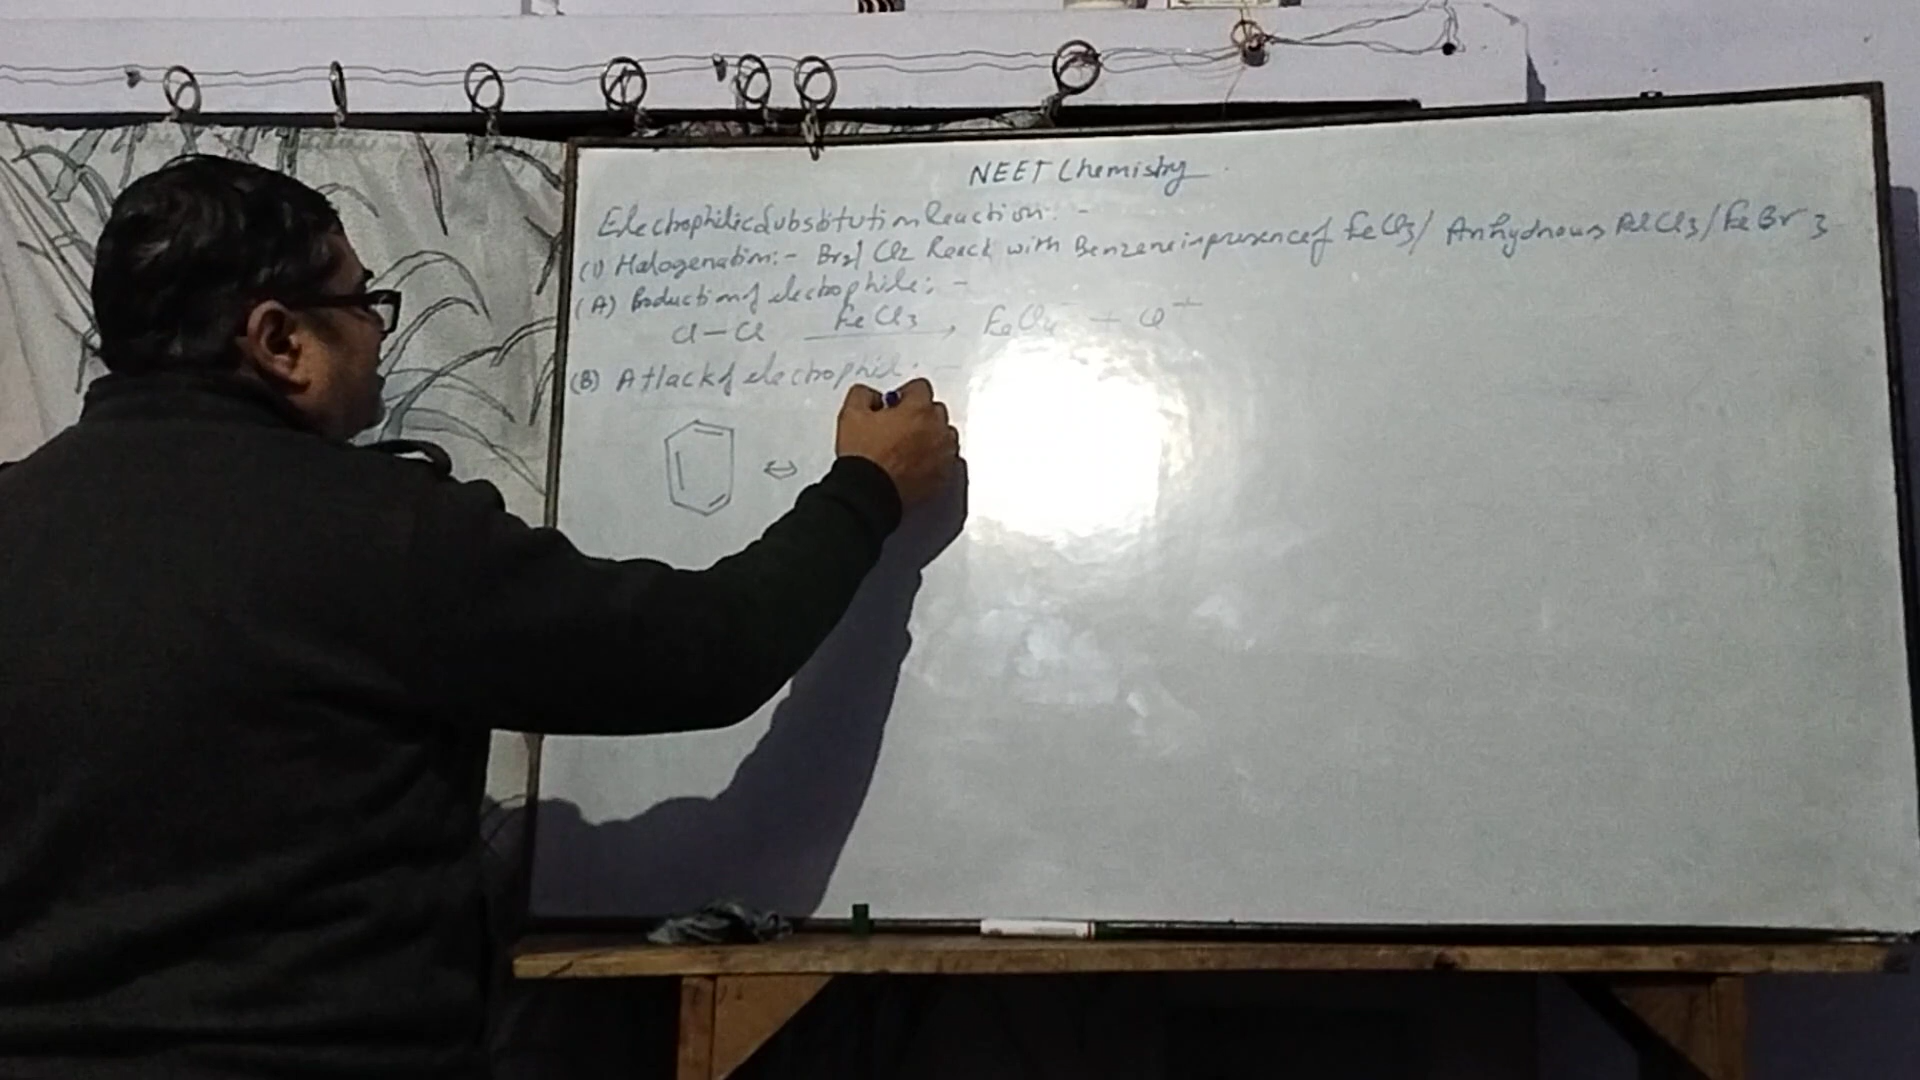 NEET Chemistry
Electrophilic Substitution Reaction: -
(1) Halogenation: - Br2/ Cl2 React with Benzene in presence of FeCl3/ Anhydrous AlCl3/FeBr3
(A) Production of electrophile: -
Cl-Cl FeCl3 → FeCl4⁻ + Cl⁺
(B) Attack of electrophil: -
⇔